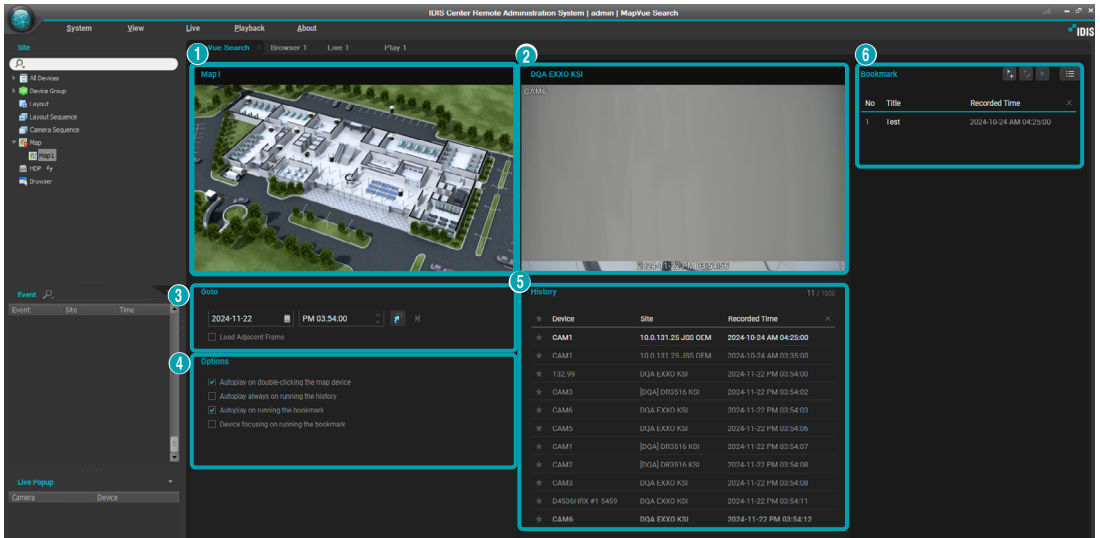 IDIS Center Remote Administration System | admin | MapVue Search
System View Live Playback About
IDIS
Site
Vue Search Browser 1 Live 1 Play 1
1
2
6
All Devices
Device Group
Layout
Layout Sequence
Camera Sequence
Map
Map1
HDP
Browser
Map1
DQA EXXO KSI
CAM6
2024-11-22 PM 03:54:56
Bookmark
No Title Recorded Time
1 Test 2024-10-24 AM 04:25:00
Event
Event Site Time
3
Goto
2024-11-22 PM 03:54:00
Load Adjacent Frame
4
Options
Autoplay on double-clicking the map device
Autoplay always on running the history
Autoplay on running the bookmark
Device focusing on running the bookmark
5
History 11 / 1000
Device Site Recorded Time
CAM1 10.0.131.25 JSS OEM 2024-10-24 AM 04:25:00
CAM1 10.0.131.25 JSS OEM 2024-10-24 AM 03:35:00
132.99 DQA EXXO KSI 2024-11-22 PM 03:54:00
CAM3 [DQA] DR3516 KSI 2024-11-22 PM 03:54:02
CAM6 DQA EXXO KSI 2024-11-22 PM 03:54:03
CAM5 DQA EXXO KSI 2024-11-22 PM 03:54:06
CAM1 [DQA] DR3516 KSI 2024-11-22 PM 03:54:07
CAM2 [DQA] DR3516 KSI 2024-11-22 PM 03:54:08
CAM3 DQA EXXO KSI 2024-11-22 PM 03:54:08
D4536HRX #1 5459 DQA EXXO KSI 2024-11-22 PM 03:54:11
CAM6 DQA EXXO KSI 2024-11-22 PM 03:54:12
Live Popup
Camera Device